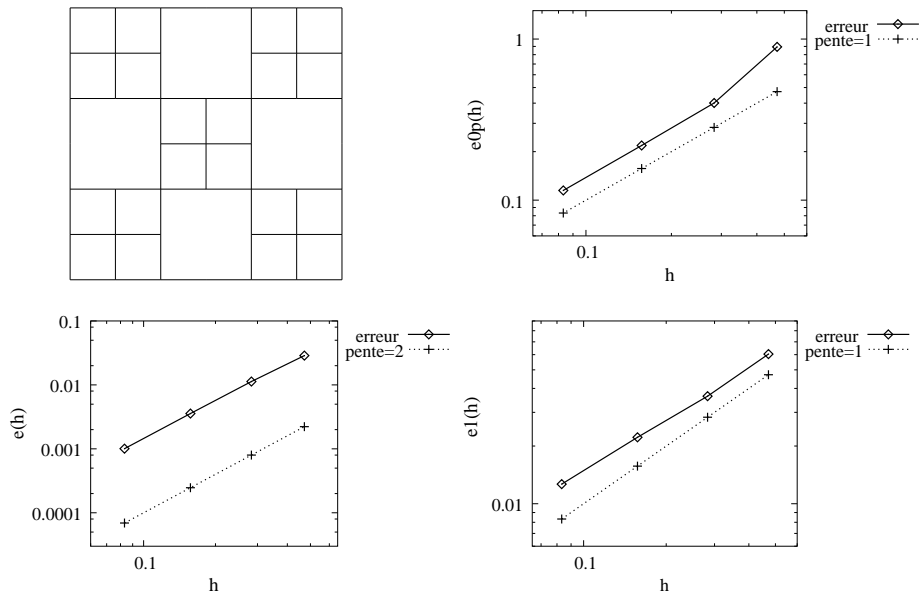 erreur
pente=1
1
0.1
0.1
e0p(h)
h
erreur
pente=2
0.1
0.01
0.001
0.0001
0.1
e(h)
h
erreur
pente=1
0.01
0.1
e1(h)
h